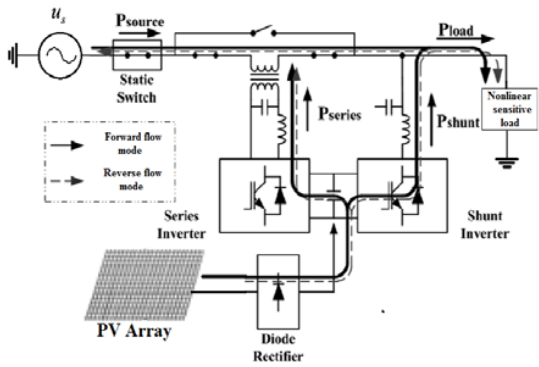 us
Psource
Pload
Static
Switch
Nonlinear
sensitive
load
Pseries
Pshunt
Forward flow
mode
Reverse flow
mode
Series
Inverter
Shunt
Inverter
PV Array
Diode
Rectifier